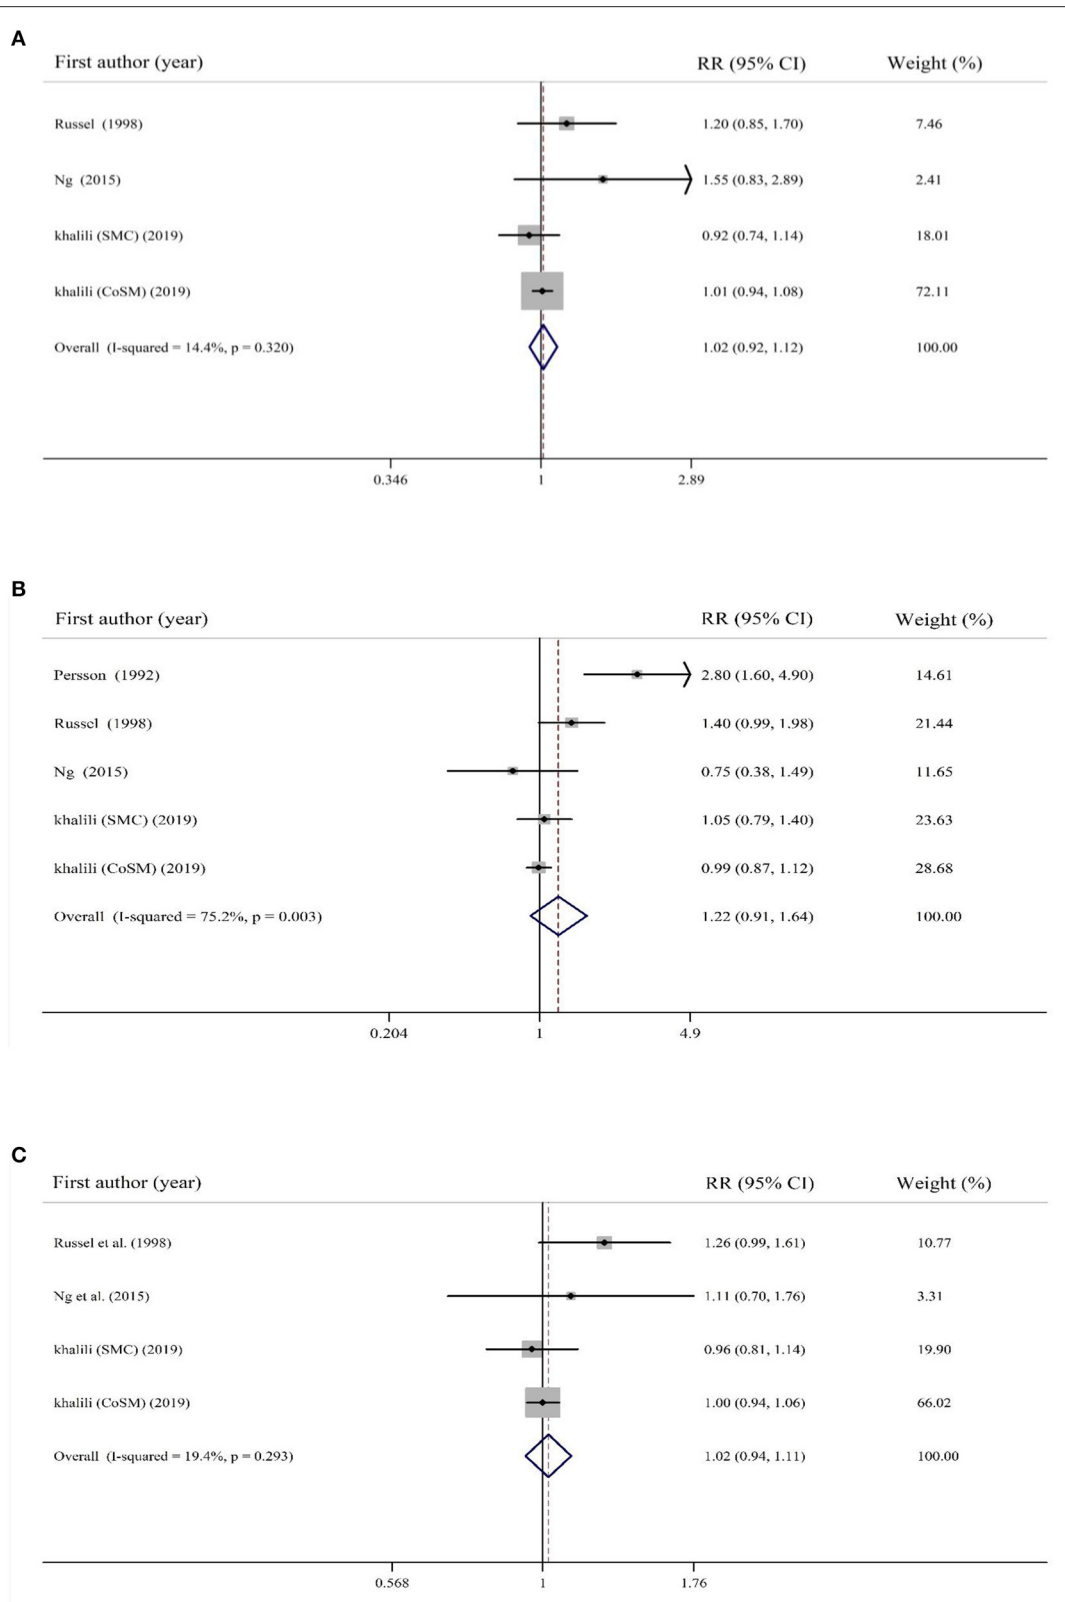 A
First author (year) RR (95% CI) Weight (%)
Russel (1998) 1.20 (0.85, 1.70) 7.46
Ng (2015) 1.55 (0.83, 2.89) 2.41
khalili (SMC) (2019) 0.92 (0.74, 1.14) 18.01
khalili (CoSM) (2019) 1.01 (0.94, 1.08) 72.11
Overall (I-squared = 14.4%, p = 0.320) 1.02 (0.92, 1.12) 100.00
0.346 1 2.89
B
First author (year) RR (95% CI) Weight (%)
Persson (1992) 2.80 (1.60, 4.90) 14.61
Russel (1998) 1.40 (0.99, 1.98) 21.44
Ng (2015) 0.75 (0.38, 1.49) 11.65
khalili (SMC) (2019) 1.05 (0.79, 1.40) 23.63
khalili (CoSM) (2019) 0.99 (0.87, 1.12) 28.68
Overall (I-squared = 75.2%, p = 0.003) 1.22 (0.91, 1.64) 100.00
0.204 1 4.9
C
First author (year) RR (95% CI) Weight (%)
Russel et al. (1998) 1.26 (0.99, 1.61) 10.77
Ng et al. (2015) 1.11 (0.70, 1.76) 3.31
khalili (SMC) (2019) 0.96 (0.81, 1.14) 19.90
khalili (CoSM) (2019) 1.00 (0.94, 1.06) 66.02
Overall (I-squared = 19.4%, p = 0.293) 1.02 (0.94, 1.11) 100.00
0.568 1 1.76